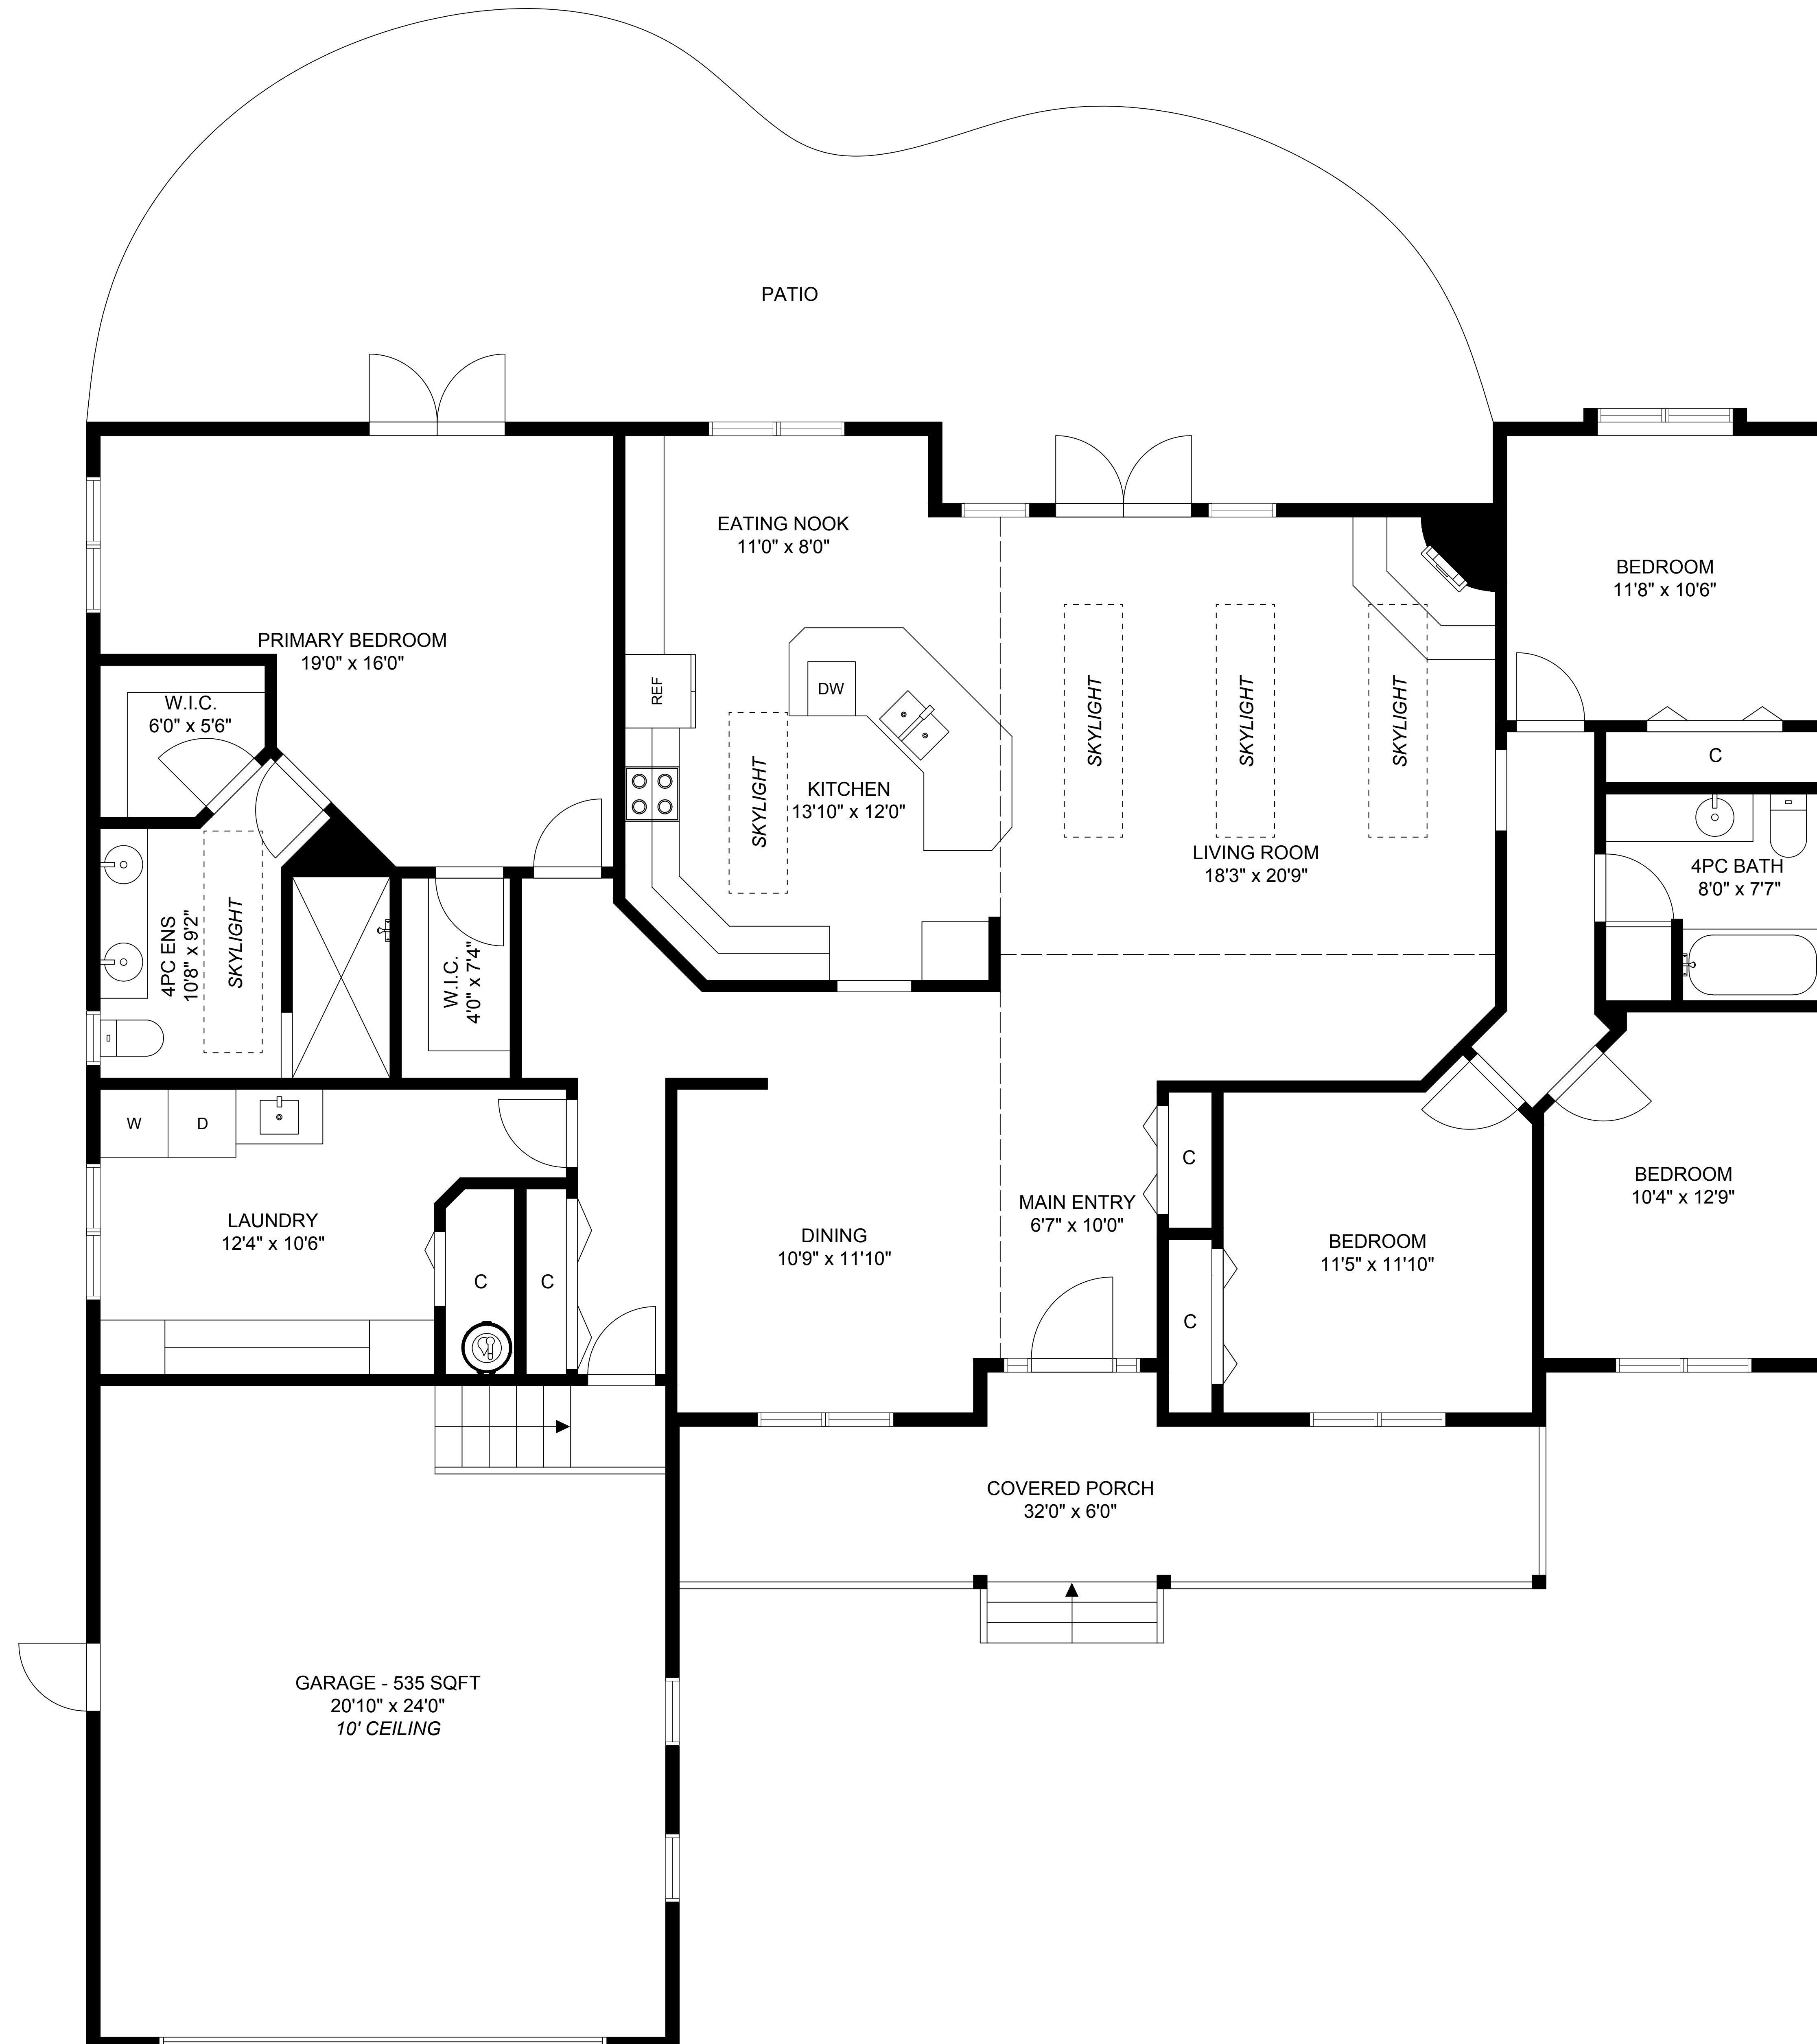 PATIO
EATING NOOK
11'0" x 8'0"
BEDROOM
11'8" x 10'6"
PRIMARY BEDROOM
19'0" x 16'0"
W.I.C.
6'0" x 5'6"
REF
DW
SKYLIGHT
SKYLIGHT
SKYLIGHT
SKYLIGHT
KITCHEN
13'10" x 12'0"
C
LIVING ROOM
18'3" x 20'9"
4PC BATH
8'0" x 7'7"
4PC ENS
10'8" x 9'2"
SKYLIGHT
W.I.C.
4'0" x 7'4"
W
D
C
BEDROOM
10'4" x 12'9"
MAIN ENTRY
6'7" x 10'0"
LAUNDRY
12'4" x 10'6"
DINING
10'9" x 11'10"
BEDROOM
11'5" x 11'10"
C
C
C
COVERED PORCH
32'0" x 6'0"
GARAGE - 535 SQFT
20'10" x 24'0"
10' CEILING